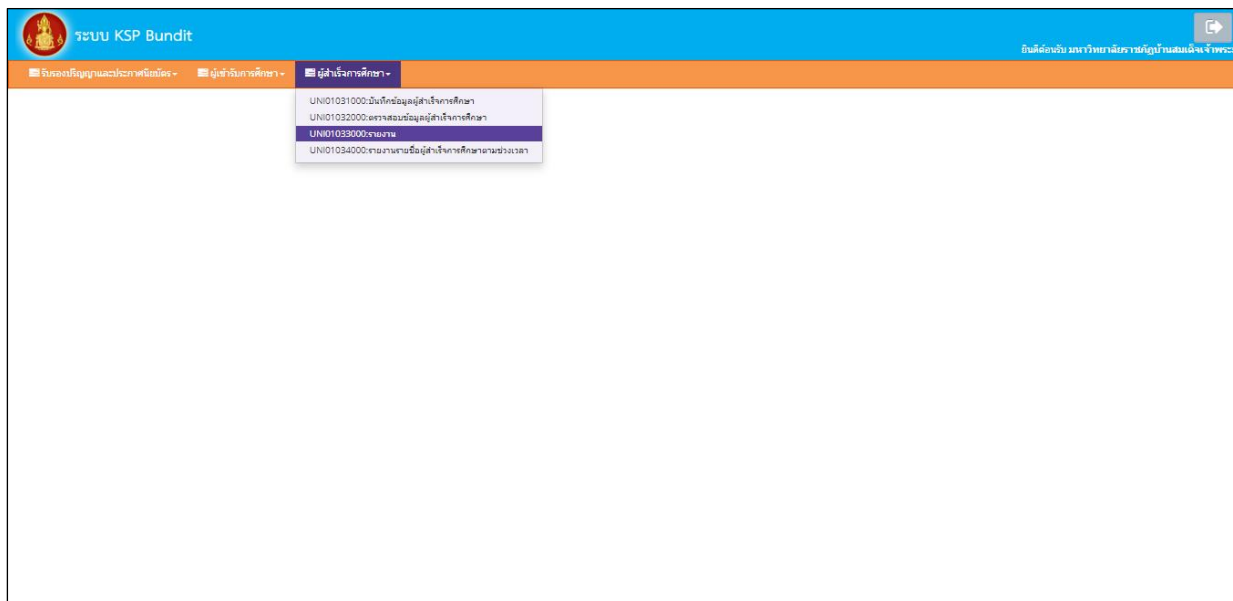 ระบบ KSP Bundit
ยินดีต้อนรับ มหาวิทยาลัยราชภัฏบ้านสมเด็จเจ้าพระ
รับรองปริญญาและประกาศนียบัตร
ผู้เข้ารับการศึกษา
ผู้สำเร็จการศึกษา
UNI01031000:บันทึกข้อมูลผู้สำเร็จการศึกษา
UNI01032000:ตรวจสอบข้อมูลผู้สำเร็จการศึกษา
UNI01033000:รายงาน
UNI01034000:รายงานรายชื่อผู้สำเร็จการศึกษาตามช่วงเวลา